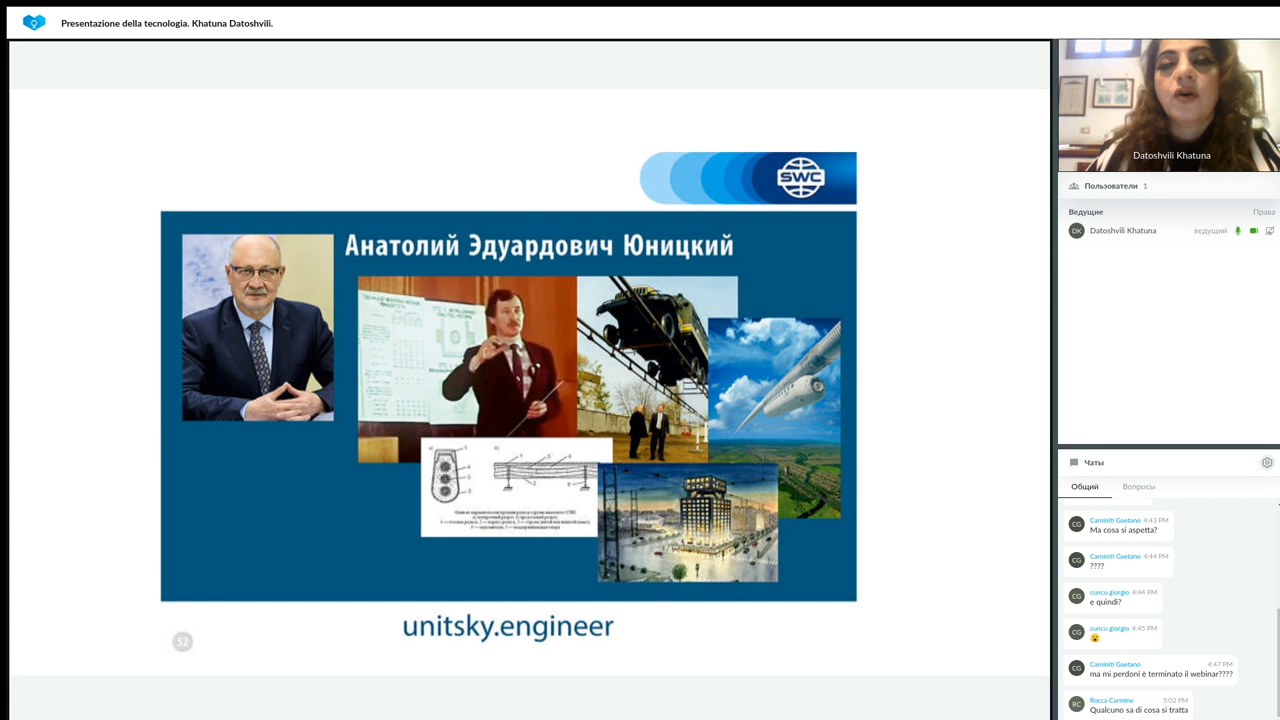 Presentazione della tecnologia. Khatuna Datoshvili.
SWC
Анатолий Эдуардович Юницкий
unitsky.engineer
52
Datoshvili Khatuna
Пользователи 1
Ведущие Права
DK Datoshvili Khatuna ведущий
Чаты
Общий Вопросы
CG Caminiti Gaetano 4:43 PM
Ma cosa si aspetta?
CG Caminiti Gaetano 4:44 PM
????
CG cuncu giorgio 4:44 PM
e quindi?
CG cuncu giorgio 4:45 PM
😮
CG Caminiti Gaetano 4:47 PM
ma mi perdoni è terminato il webinar????
RC Rocca Carmine 5:02 PM
Qualcuno sa di cosa si tratta